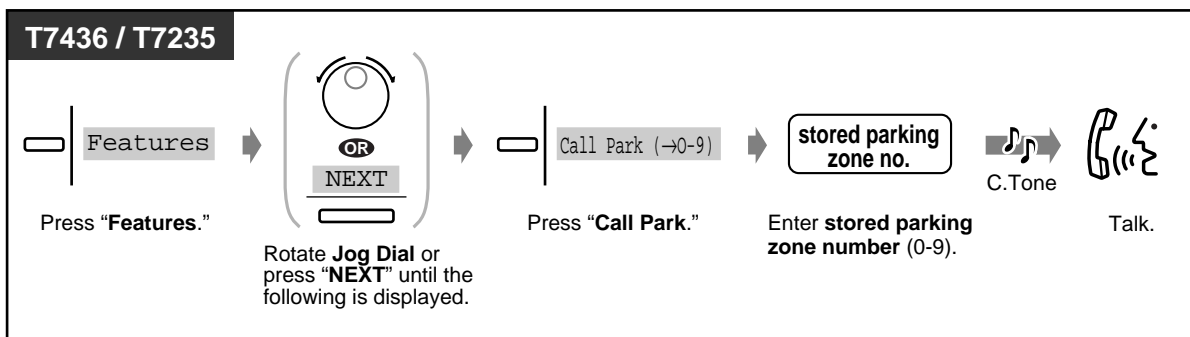 T7436 / T7235
Features
OR
NEXT
Call Park (→0-9)
stored parking
zone no.
C.Tone
Press “Features.”
Rotate Jog Dial or
press “NEXT” until the
following is displayed.
Press “Call Park.”
Enter stored parking
zone number (0-9).
Talk.